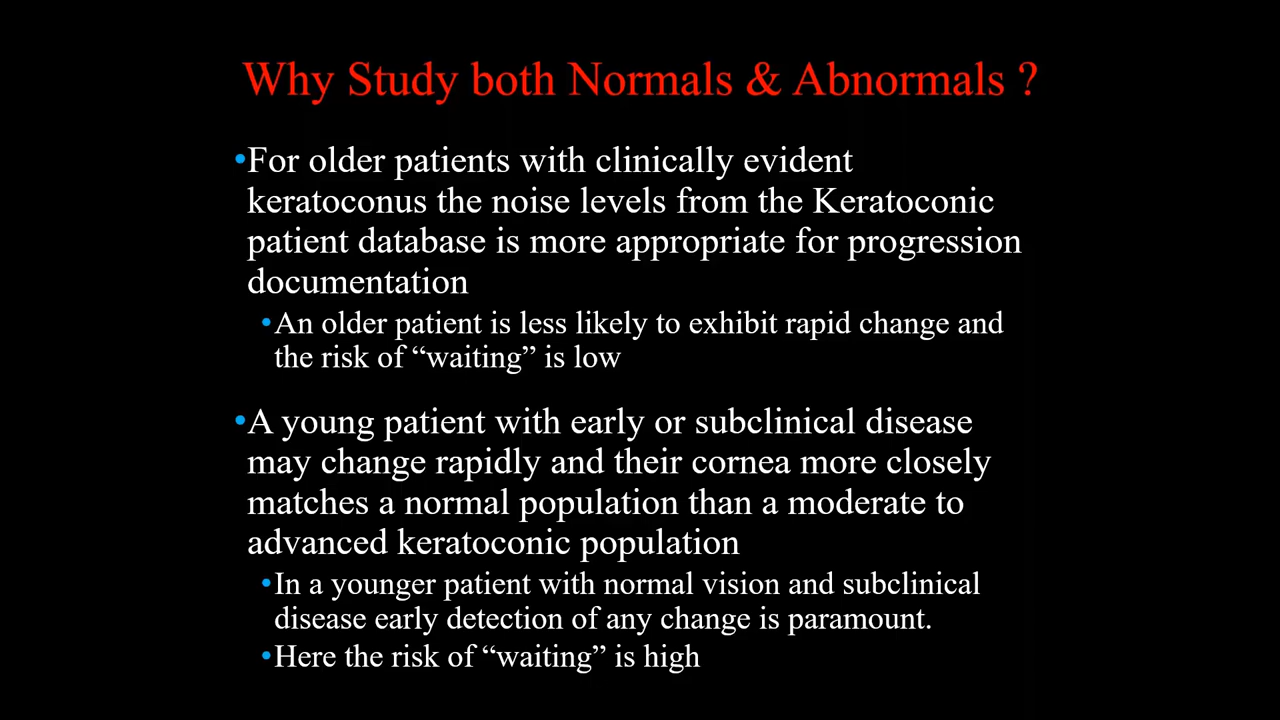 Why Study both Normals & Abnormals ?
•For older patients with clinically evident
keratoconus the noise levels from the Keratoconic
patient database is more appropriate for progression
documentation
•An older patient is less likely to exhibit rapid change and
the risk of “waiting” is low
•A young patient with early or subclinical disease
may change rapidly and their cornea more closely
matches a normal population than a moderate to
advanced keratoconic population
•In a younger patient with normal vision and subclinical
disease early detection of any change is paramount.
•Here the risk of “waiting” is high